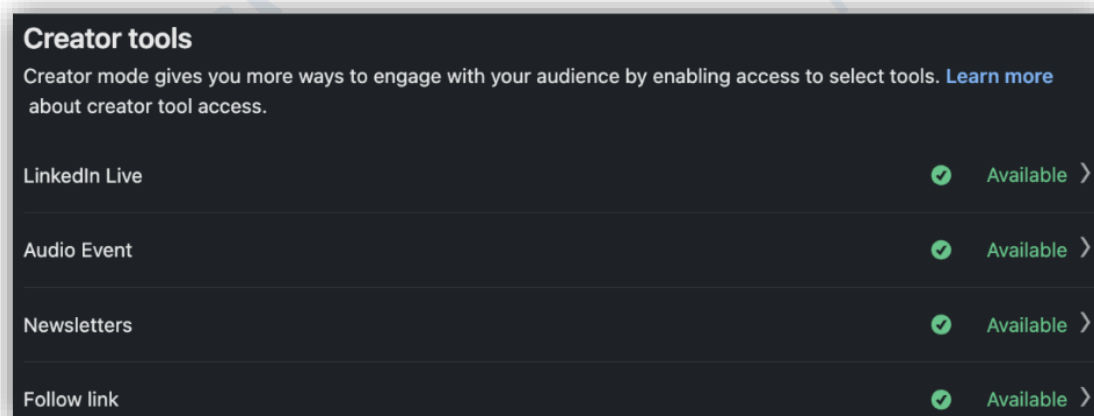 Creator tools
Creator mode gives you more ways to engage with your audience by enabling access to select tools. Learn more
about creator tool access.
LinkedIn Live Available
Audio Event Available
Newsletters Available
Follow link Available